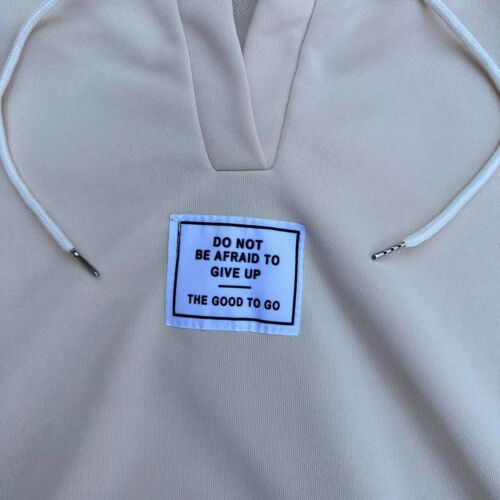 DO NOT
BE AFRAID TO
GIVE UP
THE GOOD TO GO